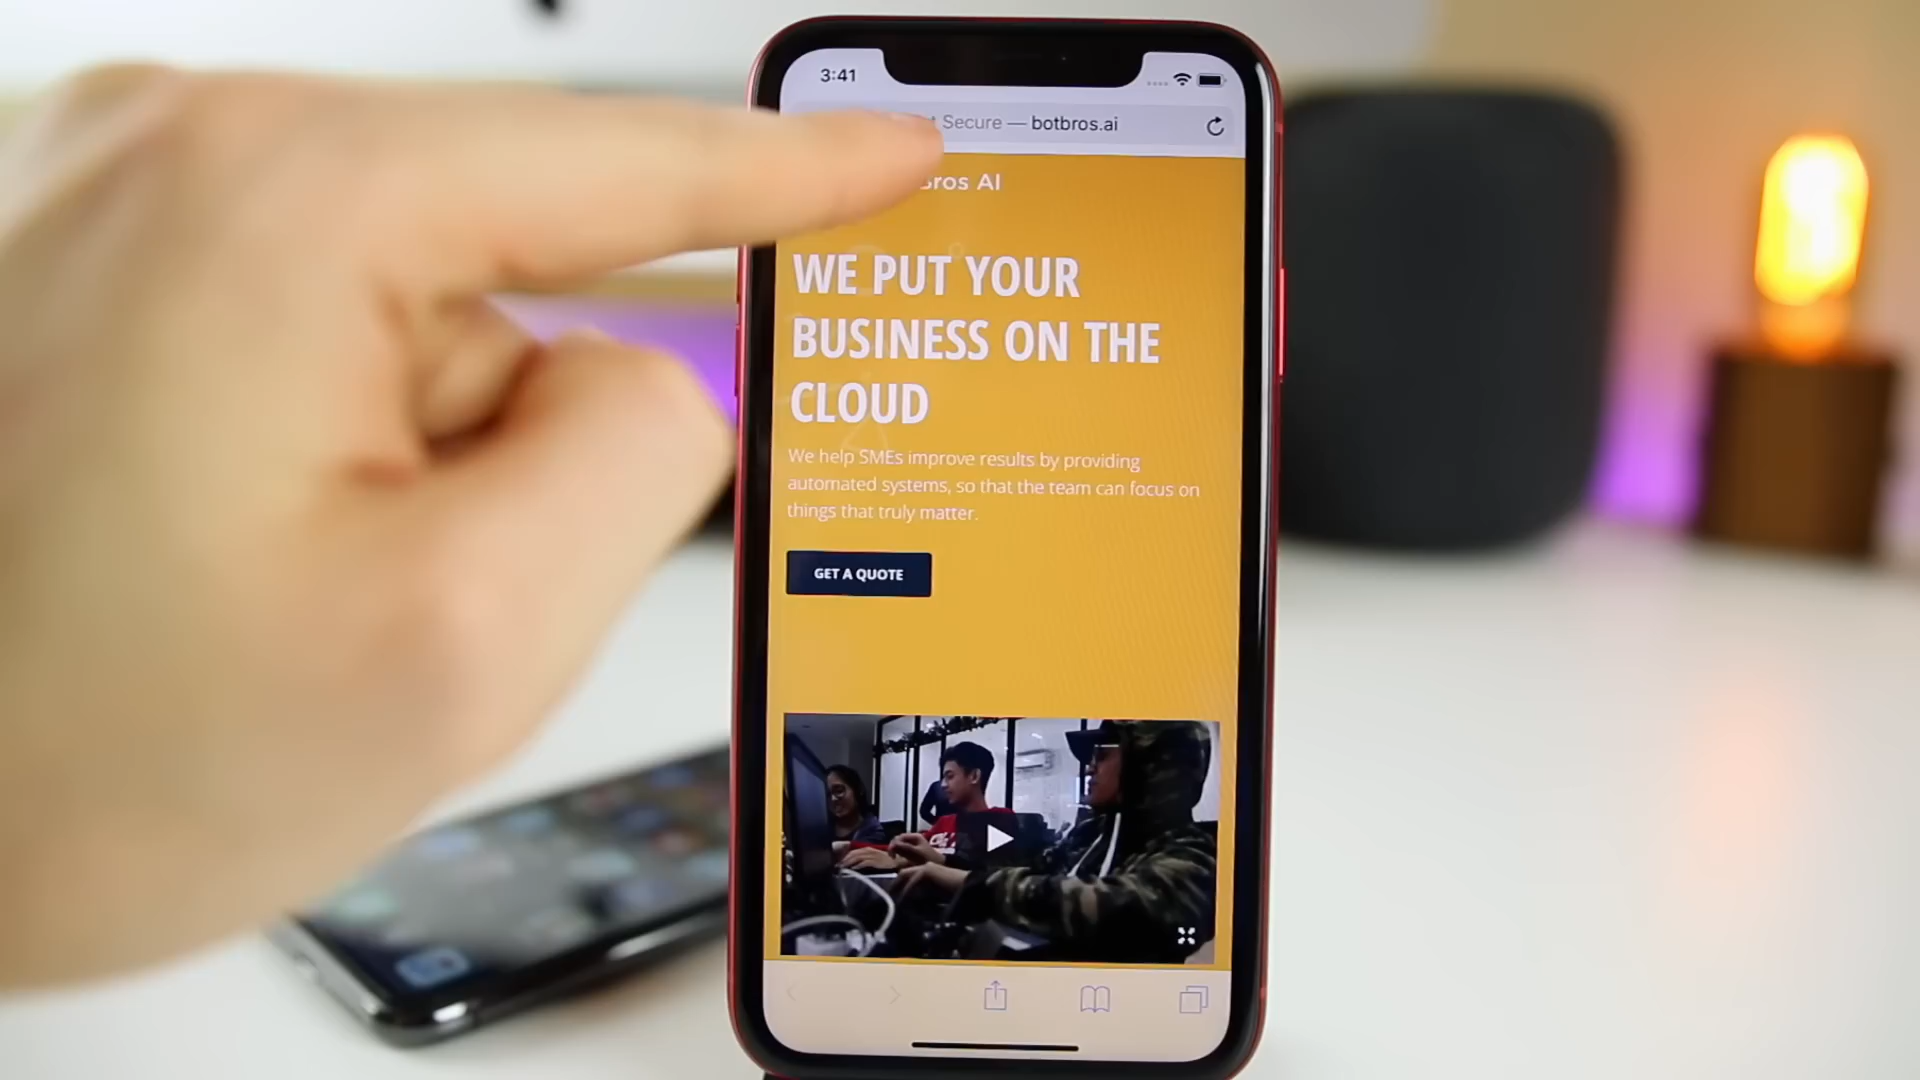 3:41
Secure — botbros.ai
Bros AI
WE PUT YOUR
BUSINESS ON THE
CLOUD
We help SMEs improve results by providing
automated systems, so that the team can focus on
things that truly matter.
GET A QUOTE